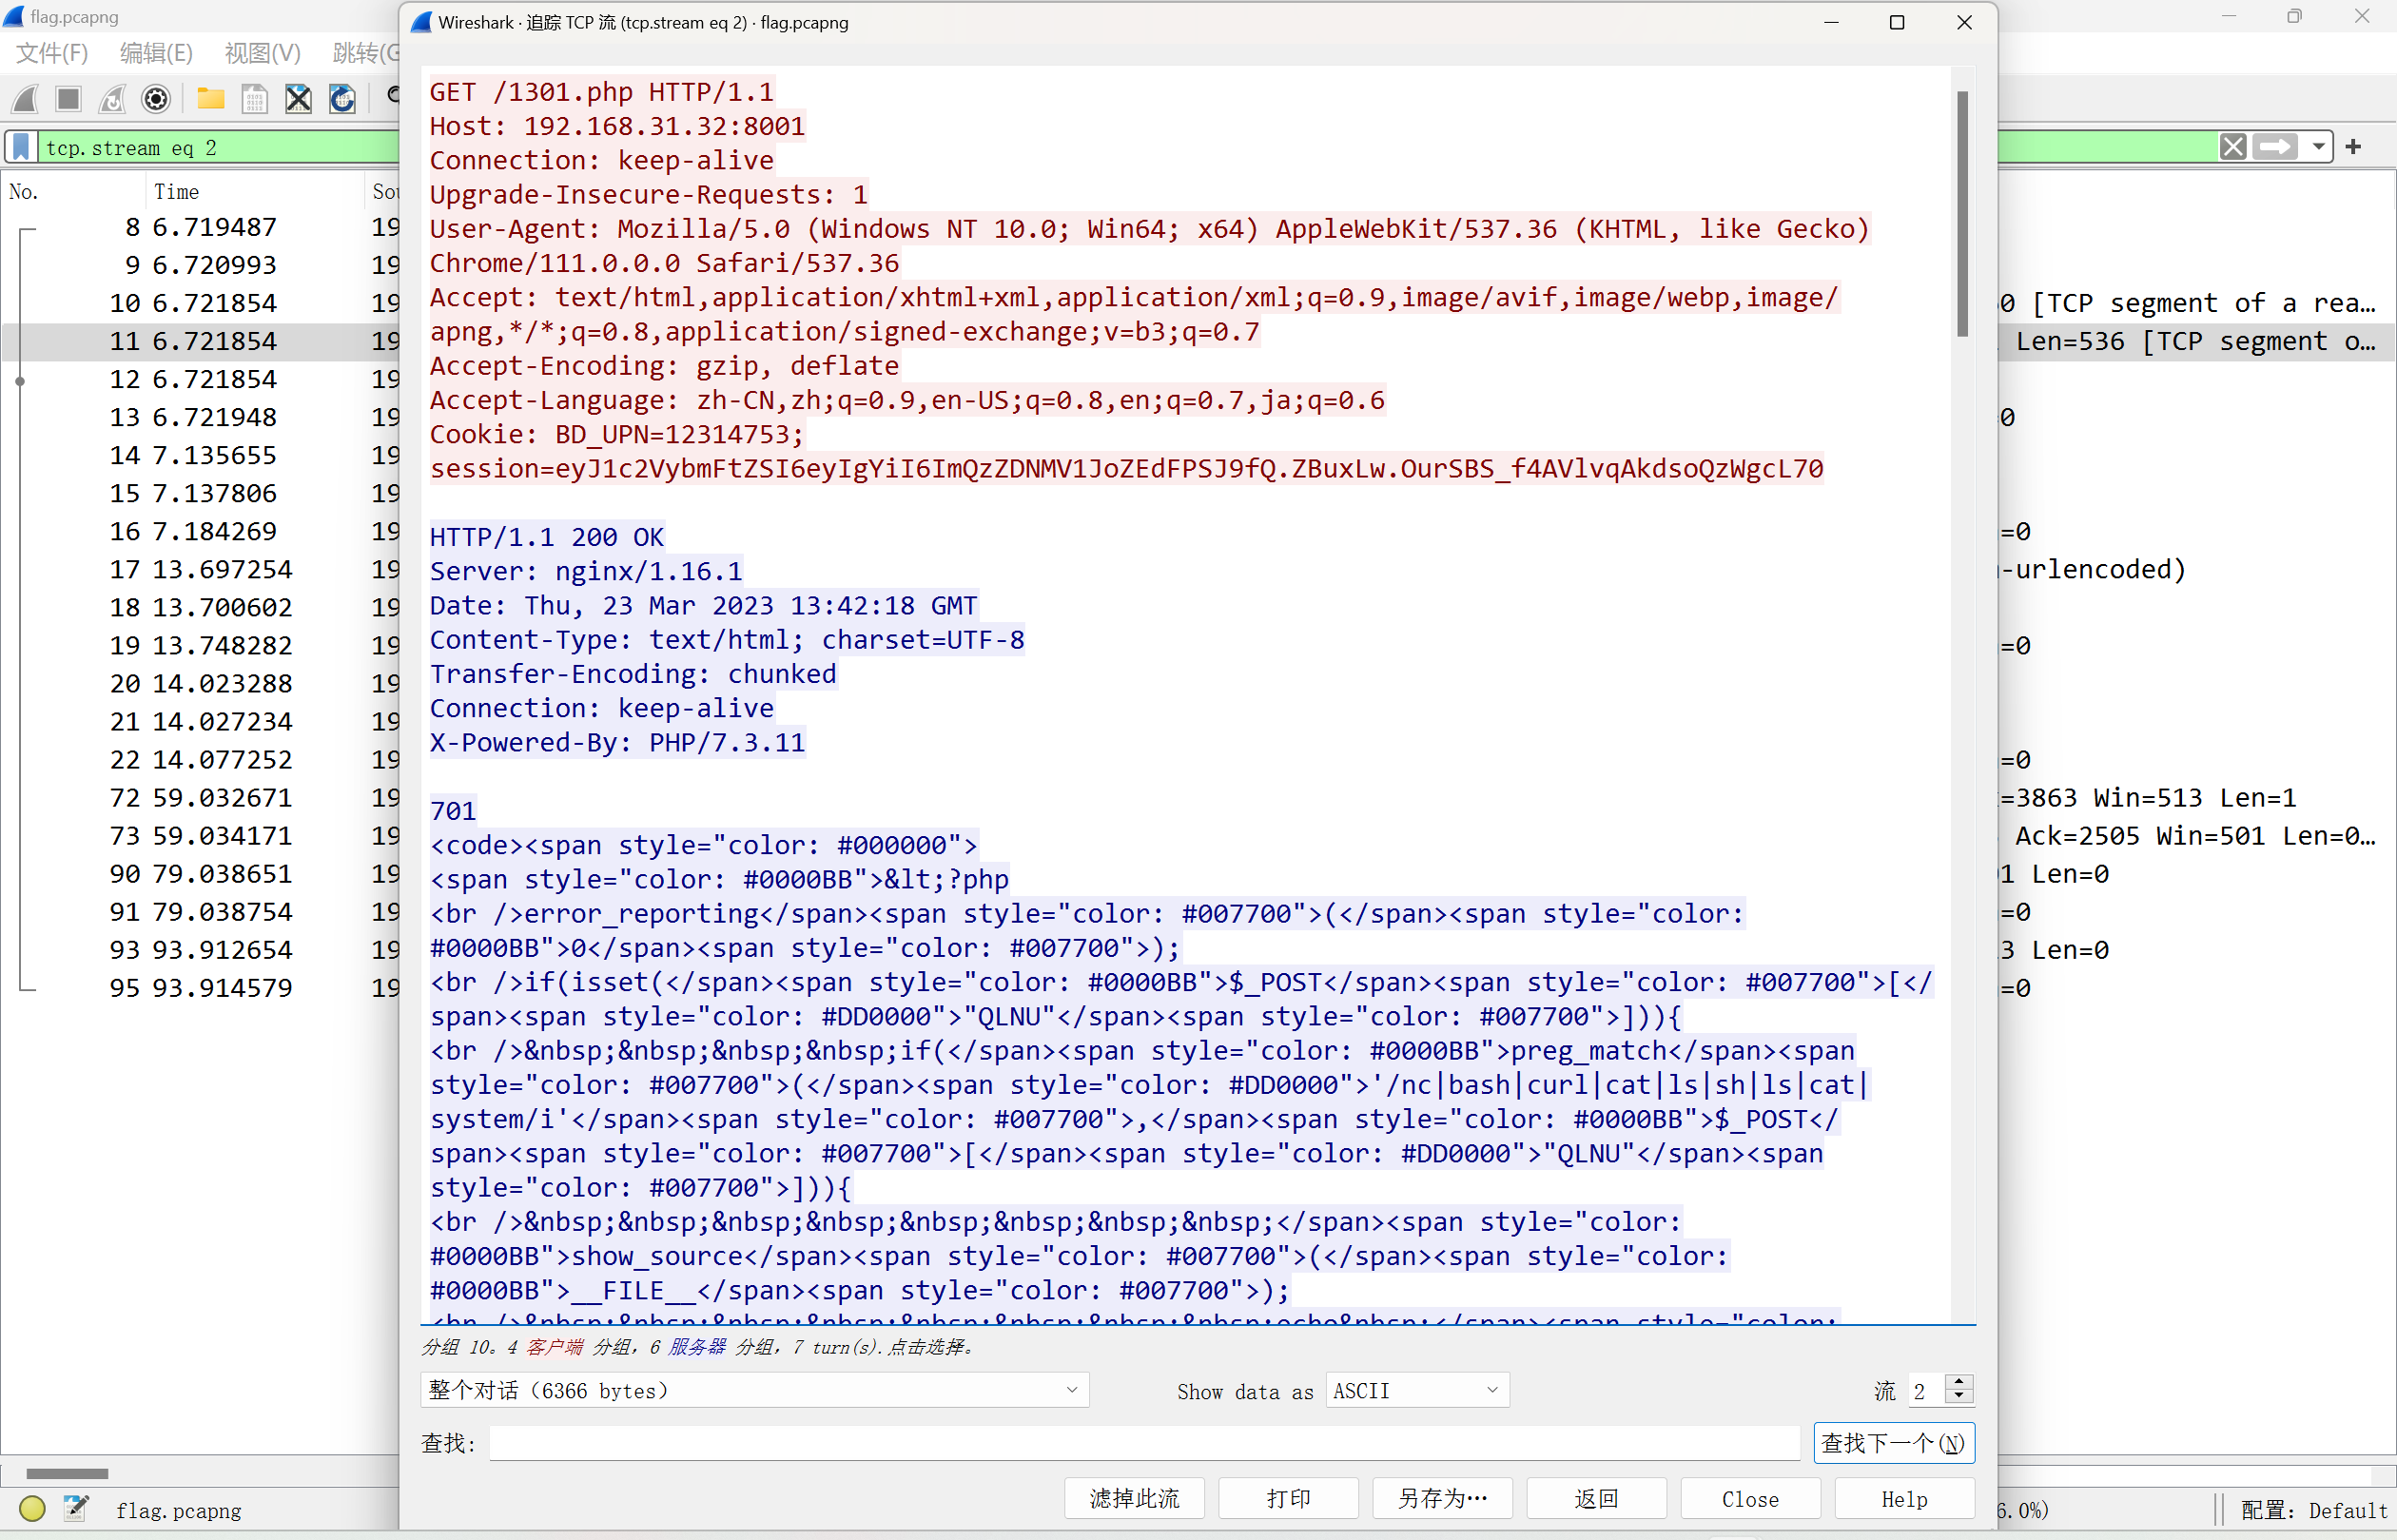 flag.pcapng
Wireshark · 追踪 TCP 流 (tcp.stream eq 2) · flag.pcapng
文件(F) 编辑(E) 视图(V) 跳转(G
tcp.stream eq 2
No. Time Sou
8 6.719487 19
9 6.720993 19
10 6.721854 19
0 [TCP segment of a rea…
11 6.721854 19
Len=536 [TCP segment o…
12 6.721854 19
13 6.721948 19
0
14 7.135655 19
15 7.137806 19
16 7.184269 19
=0
17 13.697254 19
-urlencoded)
18 13.700602 19
19 13.748282 19
=0
20 14.023288 19
21 14.027234 19
22 14.077252 19
=0
72 59.032671 19
=3863 Win=513 Len=1
73 59.034171 19
Ack=2505 Win=501 Len=0…
90 79.038651 19
1 Len=0
91 79.038754 19
=0
93 93.912654 19
3 Len=0
95 93.914579 19
=0
GET /1301.php HTTP/1.1
Host: 192.168.31.32:8001
Connection: keep-alive
Upgrade-Insecure-Requests: 1
User-Agent: Mozilla/5.0 (Windows NT 10.0; Win64; x64) AppleWebKit/537.36 (KHTML, like Gecko)
Chrome/111.0.0.0 Safari/537.36
Accept: text/html,application/xhtml+xml,application/xml;q=0.9,image/avif,image/webp,image/
apng,*/*;q=0.8,application/signed-exchange;v=b3;q=0.7
Accept-Encoding: gzip, deflate
Accept-Language: zh-CN,zh;q=0.9,en-US;q=0.8,en;q=0.7,ja;q=0.6
Cookie: BD_UPN=12314753;
session=eyJ1c2VybmFtZSI6eyIgYiI6ImQzZDNMV1JoZEdFPSJ9fQ.ZBuxLw.OurSBS_f4AVlvqAkdsoQzWgcL70
HTTP/1.1 200 OK
Server: nginx/1.16.1
Date: Thu, 23 Mar 2023 13:42:18 GMT
Content-Type: text/html; charset=UTF-8
Transfer-Encoding: chunked
Connection: keep-alive
X-Powered-By: PHP/7.3.11
701
<code><span style="color: #000000">
<span style="color: #0000BB">&lt;?php
<br />error_reporting</span><span style="color: #007700">(</span><span style="color:
#0000BB">0</span><span style="color: #007700">);
<br />if(isset(</span><span style="color: #0000BB">$_POST</span><span style="color: #007700">[</
span><span style="color: #DD0000">"QLNU"</span><span style="color: #007700">])){
<br />&nbsp;&nbsp;&nbsp;&nbsp;if(</span><span style="color: #0000BB">preg_match</span><span
style="color: #007700">(</span><span style="color: #DD0000">'/nc|bash|curl|cat|ls|sh|ls|cat|
system/i'</span><span style="color: #007700">,</span><span style="color: #0000BB">$_POST</
span><span style="color: #007700">[</span><span style="color: #DD0000">"QLNU"</span><span
style="color: #007700">])){
<br />&nbsp;&nbsp;&nbsp;&nbsp;&nbsp;&nbsp;&nbsp;&nbsp;</span><span style="color:
#0000BB">show_source</span><span style="color: #007700">(</span><span style="color:
#0000BB">__FILE__</span><span style="color: #007700">);
<br />&nbsp;&nbsp;&nbsp;&nbsp;&nbsp;&nbsp;&nbsp;&nbsp;echo&nbsp;</span><span style="color:
分组 10。4 客户端 分组，6 服务器 分组，7 turn(s).点击选择。
整个对话（6366 bytes）
Show data as ASCII
流 2
查找:
查找下一个(N)
滤掉此流 打印 另存为… 返回 Close Help
flag.pcapng
6.0%)
配置: Default